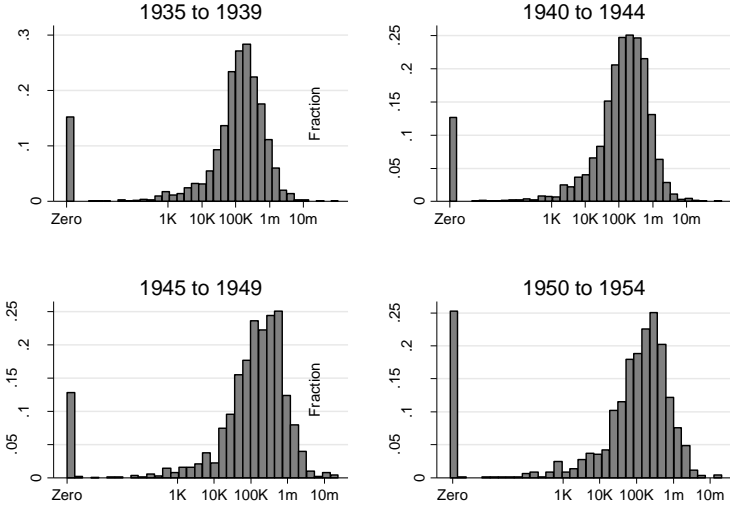 1935 to 1939
.3
.2
.1
0
Zero 1K 10K 100K 1m 10m
Fraction
1940 to 1944
.25
.2
.15
.1
.05
0
Zero 1K 10K 100K 1m 10m
1945 to 1949
.25
.2
.15
.1
.05
0
Zero 1K 10K 100K 1m 10m
Fraction
1950 to 1954
.25
.2
.15
.1
.05
0
Zero 1K 10K 100K 1m 10m